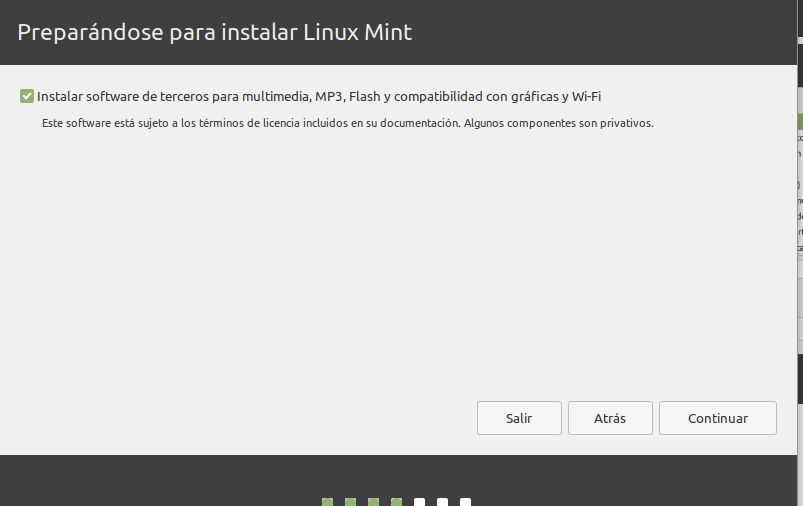 Preparándose para instalar Linux Mint
Instalar software de terceros para multimedia, MP3, Flash y compatibilidad con gráficas y Wi-Fi
Este software está sujeto a los términos de licencia incluidos en su documentación. Algunos componentes son privativos.
Salir
Atrás
Continuar